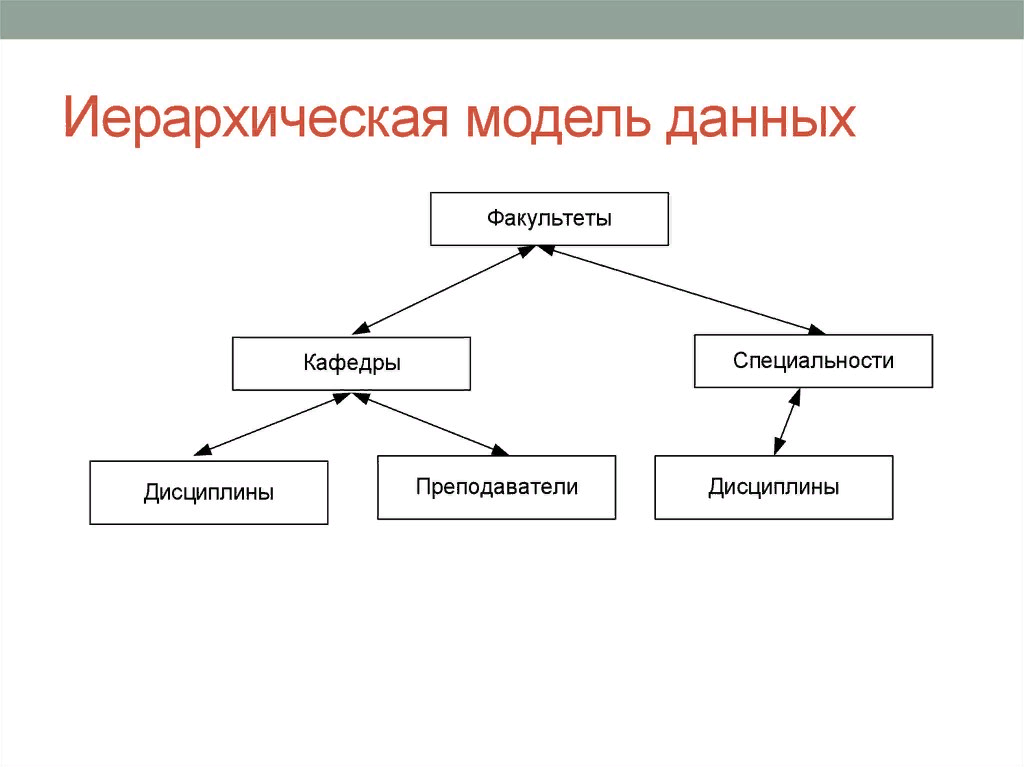 Иерархическая модель данных
Факультеты
Кафедры
Специальности
Дисциплины
Преподаватели
Дисциплины